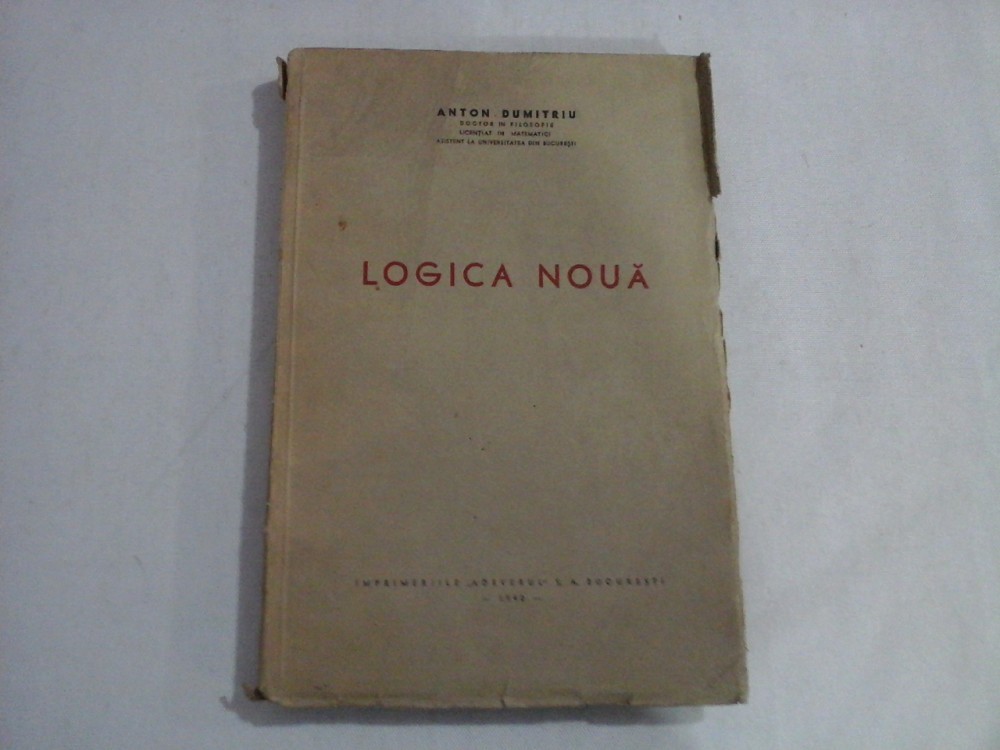 ANTON DUMITRIU
DOCTOR IN FILOSOFIE
LICENȚIAT IN MATEMATICI
ASISTENT LA UNIVERSITATEA DIN BUCUREȘTI
LOGICA NOUĂ
IMPRIMERIILE „ADEVERUL" S. A. BUCUREȘTI